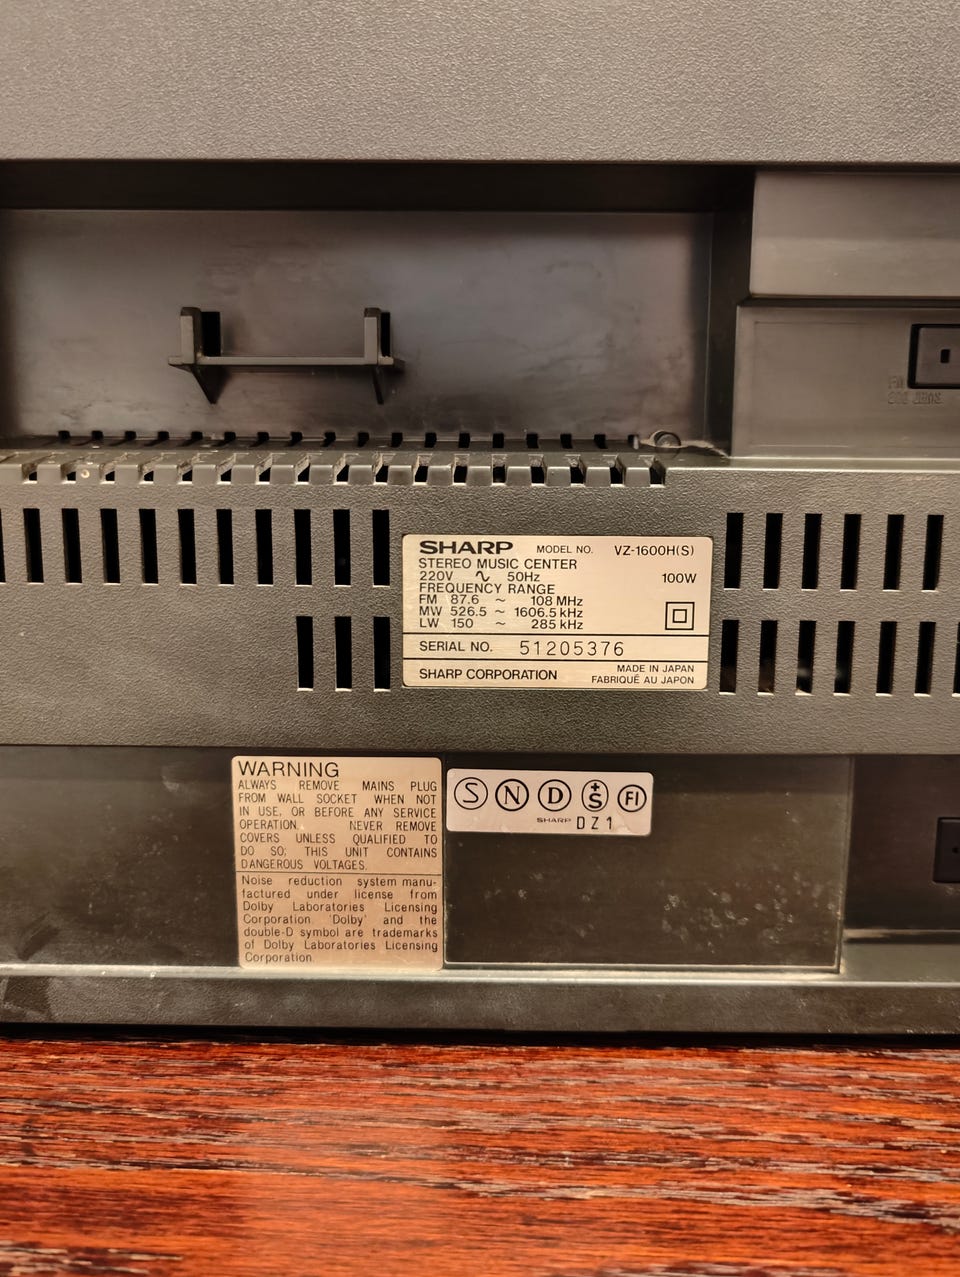 SHARP MODEL NO. VZ-1600H(S)
STEREO MUSIC CENTER
220V ∿ 50Hz 100W
FREQUENCY RANGE
FM 87.6 ~ 108 MHz
MW 526.5 ~ 1606.5 kHz
LW 150 ~ 285 kHz
SERIAL NO. 51205376
SHARP CORPORATION
MADE IN JAPAN
FABRIQUÉ AU JAPON
WARNING
ALWAYS REMOVE MAINS PLUG
FROM WALL SOCKET WHEN NOT
IN USE, OR BEFORE ANY SERVICE
OPERATION. NEVER REMOVE
COVERS UNLESS QUALIFIED TO
DO SO; THIS UNIT CONTAINS
DANGEROUS VOLTAGES.
Noise reduction system manu-
factured under license from
Dolby Laboratories Licensing
Corporation. 'Dolby' and the
double-D symbol are trademarks
of Dolby Laboratories Licensing
Corporation.
S N D +S FI
SHARP DZ1